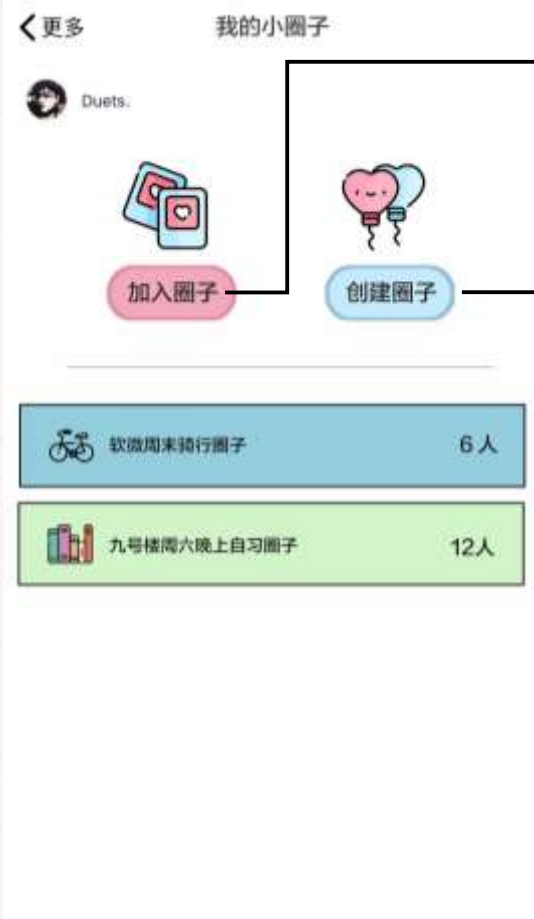 更多
我的小圈子
Duets.
加入圈子
创建圈子
软微周末骑行圈子
6人
九号楼周六晚上自习圈子
12人